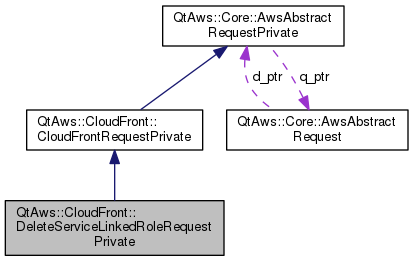 QtAws::Core::AwsAbstract
RequestPrivate
d_ptr
q_ptr
QtAws::CloudFront::
CloudFrontRequestPrivate
QtAws::Core::AwsAbstract
Request
QtAws::CloudFront::
DeleteServiceLinkedRoleRequest
Private